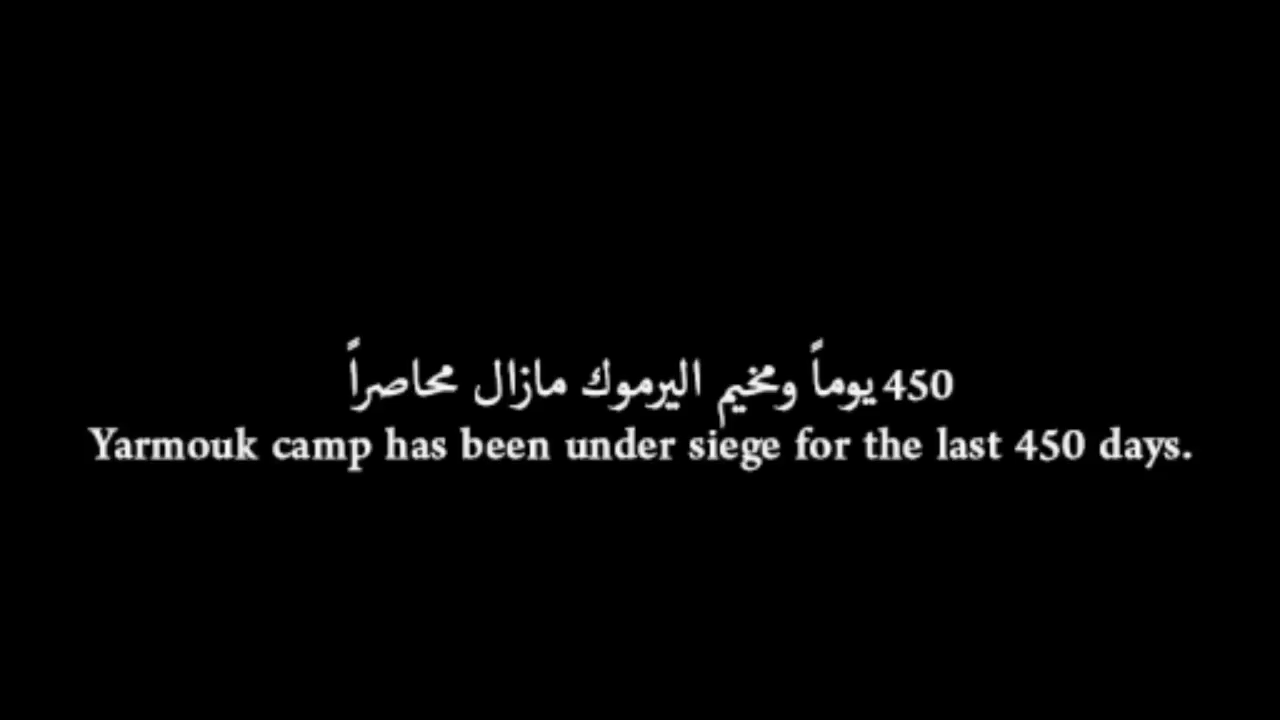 450 يوماً ومخيم اليرموك مازال محاصراً
Yarmouk camp has been under siege for the last 450 days.